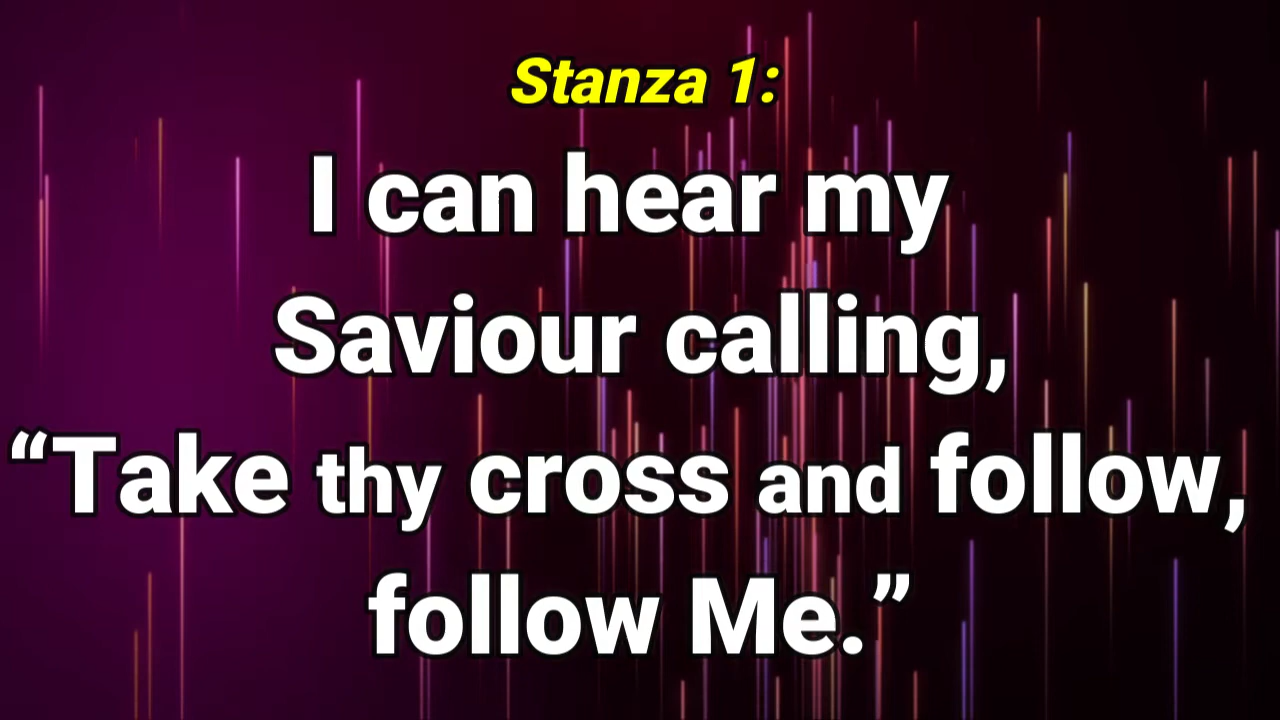 Stanza 1:
I can hear my
Saviour calling,
“Take thy cross and follow,
follow Me.”